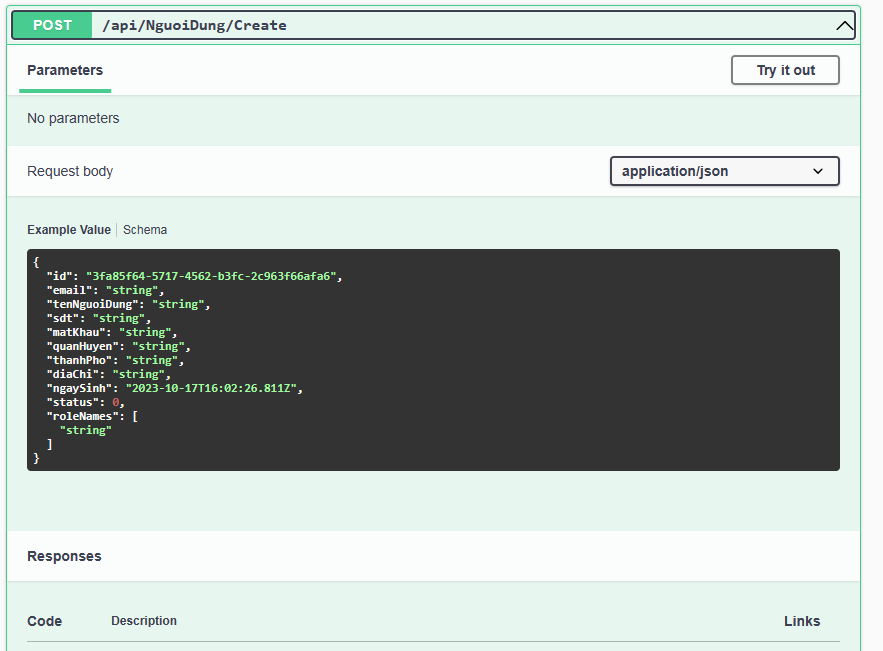 POST /api/NguoiDung/Create
Parameters
Try it out
No parameters
Request body
application/json
Example Value
Schema
{
  "id": "3fa85f64-5717-4562-b3fc-2c963f66afa6",
  "email": "string",
  "tenNguoiDung": "string",
  "sdt": "string",
  "matKhau": "string",
  "quanHuyen": "string",
  "thanhPho": "string",
  "diaChi": "string",
  "ngaySinh": "2023-10-17T16:02:26.811Z",
  "status": 0,
  "roleNames": [
    "string"
  ]
}
Responses
Code
Description
Links